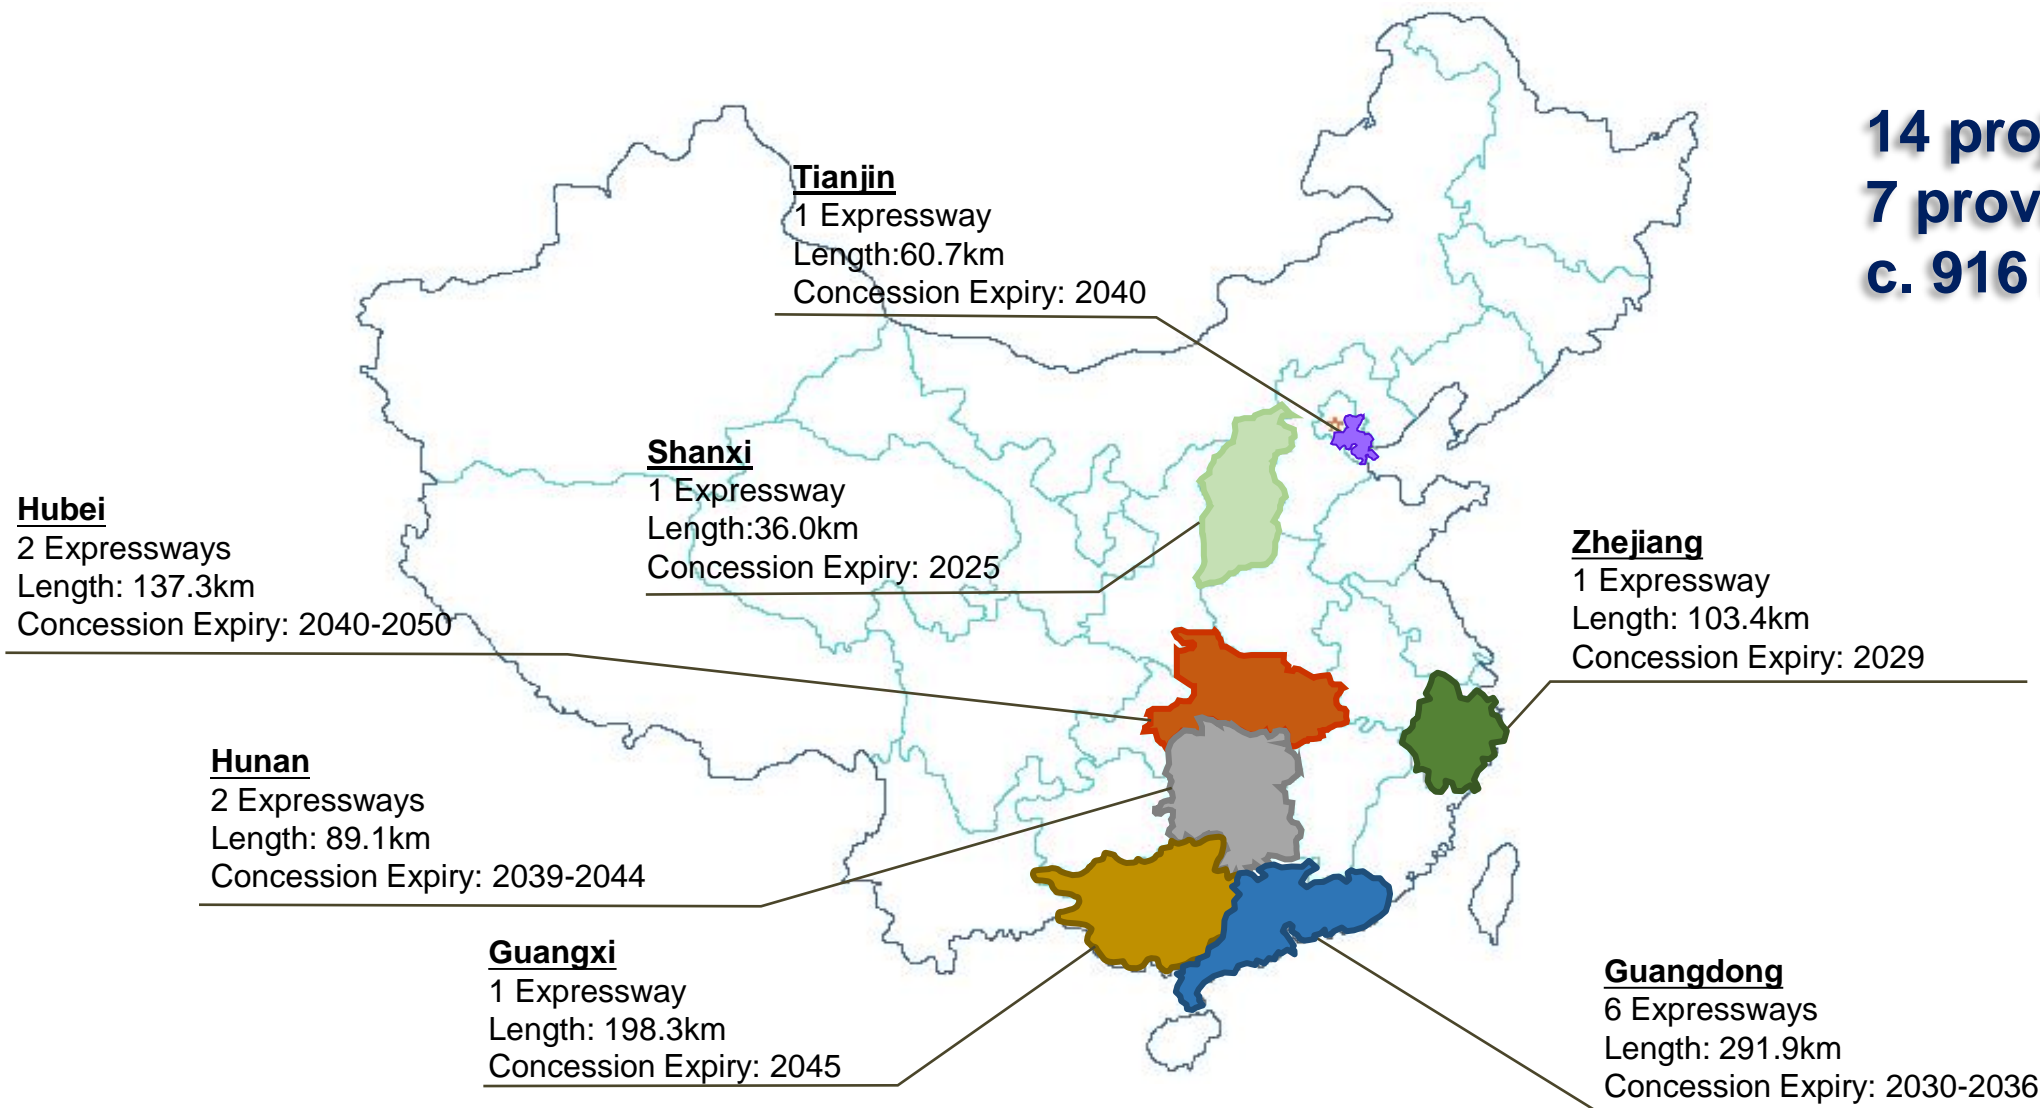 14
7
c. 916
Tianjin
1 Expressway
Length:60.7km
Concession Expiry: 2040
Shanxi
1 Expressway
Length:36.0km
Concession Expiry: 2025
Hubei
2 Expressways
Length: 137.3km
Concession Expiry: 2040-2050
Zhejiang
1 Expressway
Length: 103.4km
Concession Expiry: 2029
Hunan
2 Expressways
Length: 89.1km
Concession Expiry: 2039-2044
Guangxi
1 Expressway
Length: 198.3km
Concession Expiry: 2045
Guangdong
6 Expressways
Length: 291.9km
Concession Expiry: 2030-2036